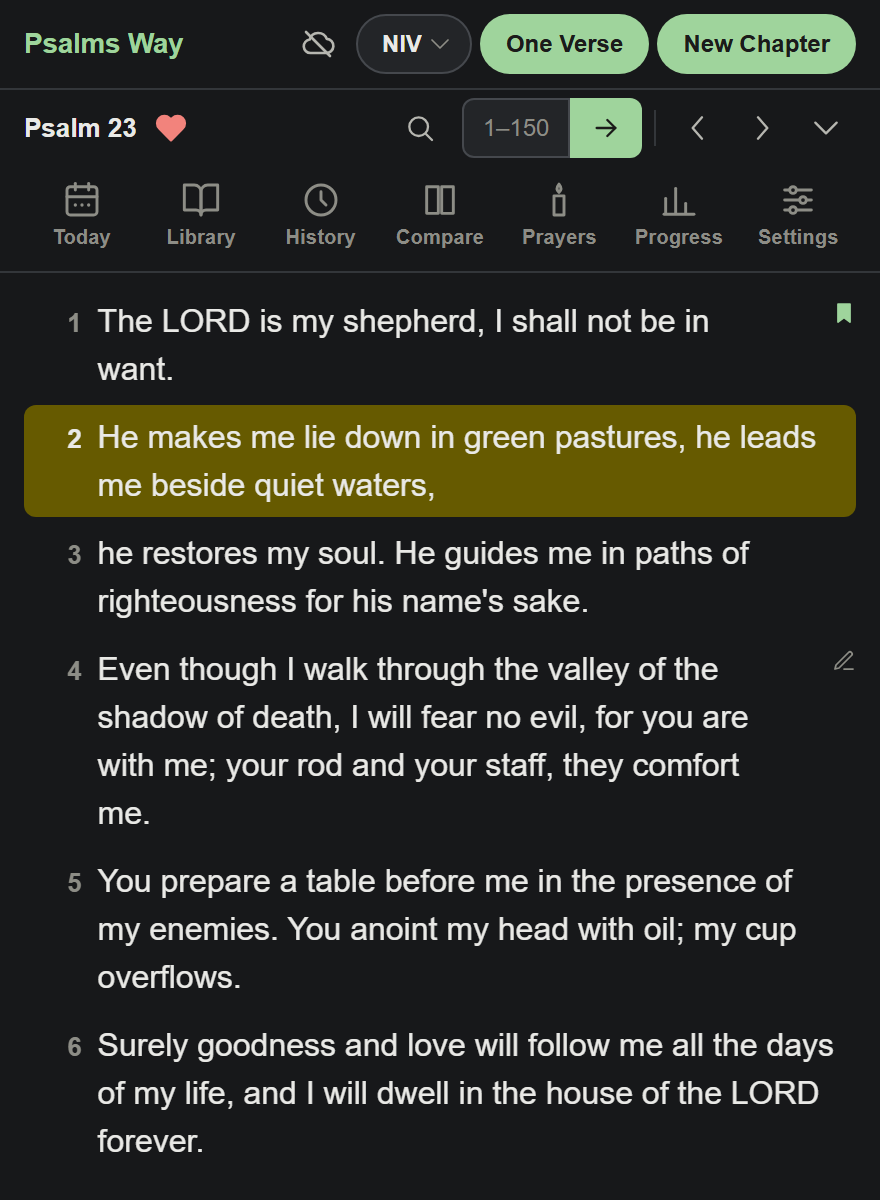 Psalms Way
NIV
One Verse
New Chapter
Psalm 23
1–150
Today
Library
History
Compare
Prayers
Progress
Settings
1 The LORD is my shepherd, I shall not be in
want.
2 He makes me lie down in green pastures, he leads
me beside quiet waters,
3 he restores my soul. He guides me in paths of
righteousness for his name's sake.
4 Even though I walk through the valley of the
shadow of death, I will fear no evil, for you are
with me; your rod and your staff, they comfort
me.
5 You prepare a table before me in the presence of
my enemies. You anoint my head with oil; my cup
overflows.
6 Surely goodness and love will follow me all the days
of my life, and I will dwell in the house of the LORD
forever.